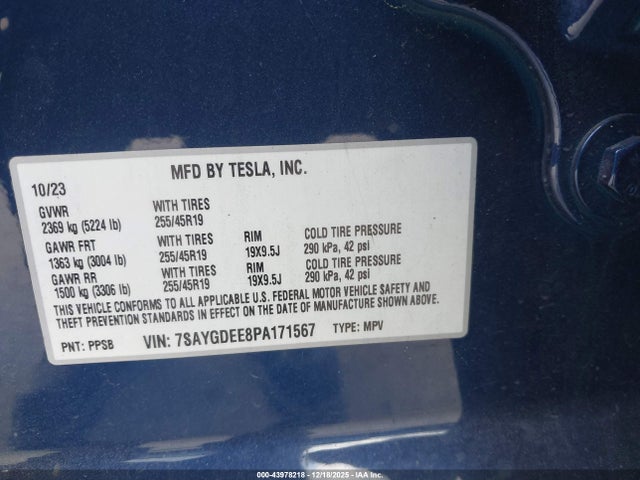 MFD BY TESLA, INC.
10/23
GVWR WITH TIRES
2369 kg (5224 lb) 255/45R19
GAWR FRT WITH TIRES RIM COLD TIRE PRESSURE
1363 kg (3004 lb) 255/45R19 19X9.5J 290 kPa, 42 psi
GAWR RR WITH TIRES RIM COLD TIRE PRESSURE
1500 kg (3306 lb) 255/45R19 19X9.5J 290 kPa, 42 psi
THIS VEHICLE CONFORMS TO ALL APPLICABLE U.S. FEDERAL MOTOR VEHICLE SAFETY AND
THEFT PREVENTION STANDARDS IN EFFECT ON THE DATE OF MANUFACTURE SHOWN ABOVE.
PNT: PPSB VIN: 7SAYGDEE8PA171567 TYPE: MPV
000-43978218 - 12/18/2025 - IAAI.Com